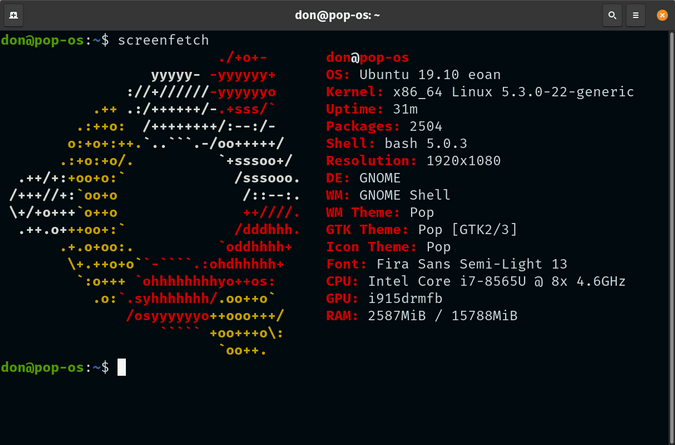 don@pop-os: ~
don@pop-os:~$ screenfetch
./+o+- don@pop-os
yyyyy- -yyyyyy+ OS: Ubuntu 19.10 eoan
://+//////-yyyyyyo Kernel: x86_64 Linux 5.3.0-22-generic
.++ .:/++++++/-.+sss/` Uptime: 31m
.:++o: /++++++++/:--:/- Packages: 2504
o:+o+:++.`..```.-/oo+++++/ Shell: bash 5.0.3
.:+o:+o/. `+sssoo+/ Resolution: 1920x1080
.++/+:+oo+o:` /sssooo. DE: GNOME
/+++//+:`oo+o /::--:. WM: GNOME Shell
\+/+o+++`o++o ++////. WM Theme: Pop
.++.o+++oo+:` /dddhhh. GTK Theme: Pop [GTK2/3]
.+.o+oo:. `oddhhhh+ Icon Theme: Pop
\+.++o+o``-````.:ohdhhhhh+ Font: Fira Sans Semi-Light 13
`:o+++ `ohhhhhhhhyo++os: CPU: Intel Core i7-8565U @ 8x 4.6GHz
.o:`.syhhhhhhh/.oo++o` GPU: i915drmfb
/osyyyyyyo++ooo+++/ RAM: 2587MiB / 15788MiB
````` +oo+++o\:
`oo++.
don@pop-os:~$